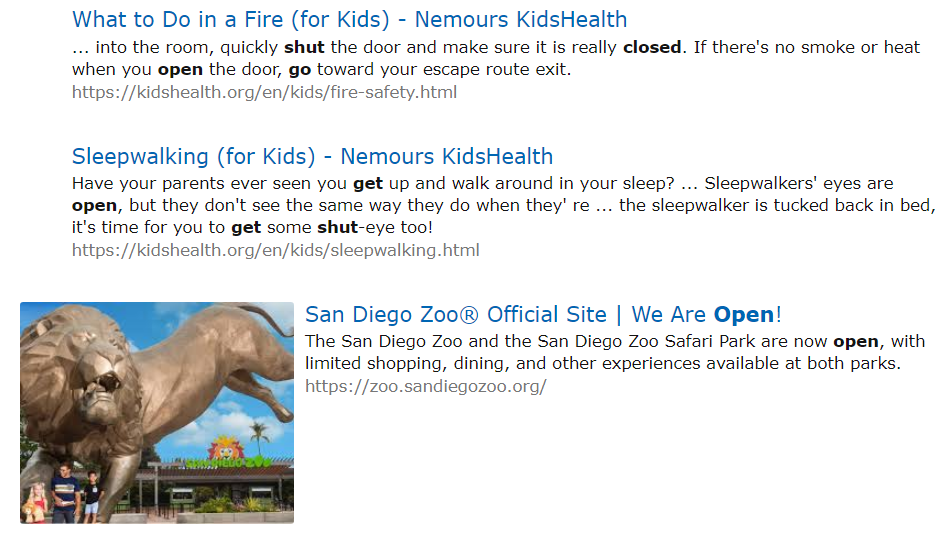 What to Do in a Fire (for Kids) - Nemours KidsHealth
... into the room, quickly shut the door and make sure it is really closed. If there's no smoke or heat
when you open the door, go toward your escape route exit.
https://kidshealth.org/en/kids/fire-safety.html
Sleepwalking (for Kids) - Nemours KidsHealth
Have your parents ever seen you get up and walk around in your sleep? ... Sleepwalkers' eyes are
open, but they don't see the same way they do when they' re ... the sleepwalker is tucked back in bed,
it's time for you to get some shut-eye too!
https://kidshealth.org/en/kids/sleepwalking.html
San Diego Zoo® Official Site | We Are Open!
The San Diego Zoo and the San Diego Zoo Safari Park are now open, with
limited shopping, dining, and other experiences available at both parks.
https://zoo.sandiegozoo.org/
SAN DIEGO ZOO